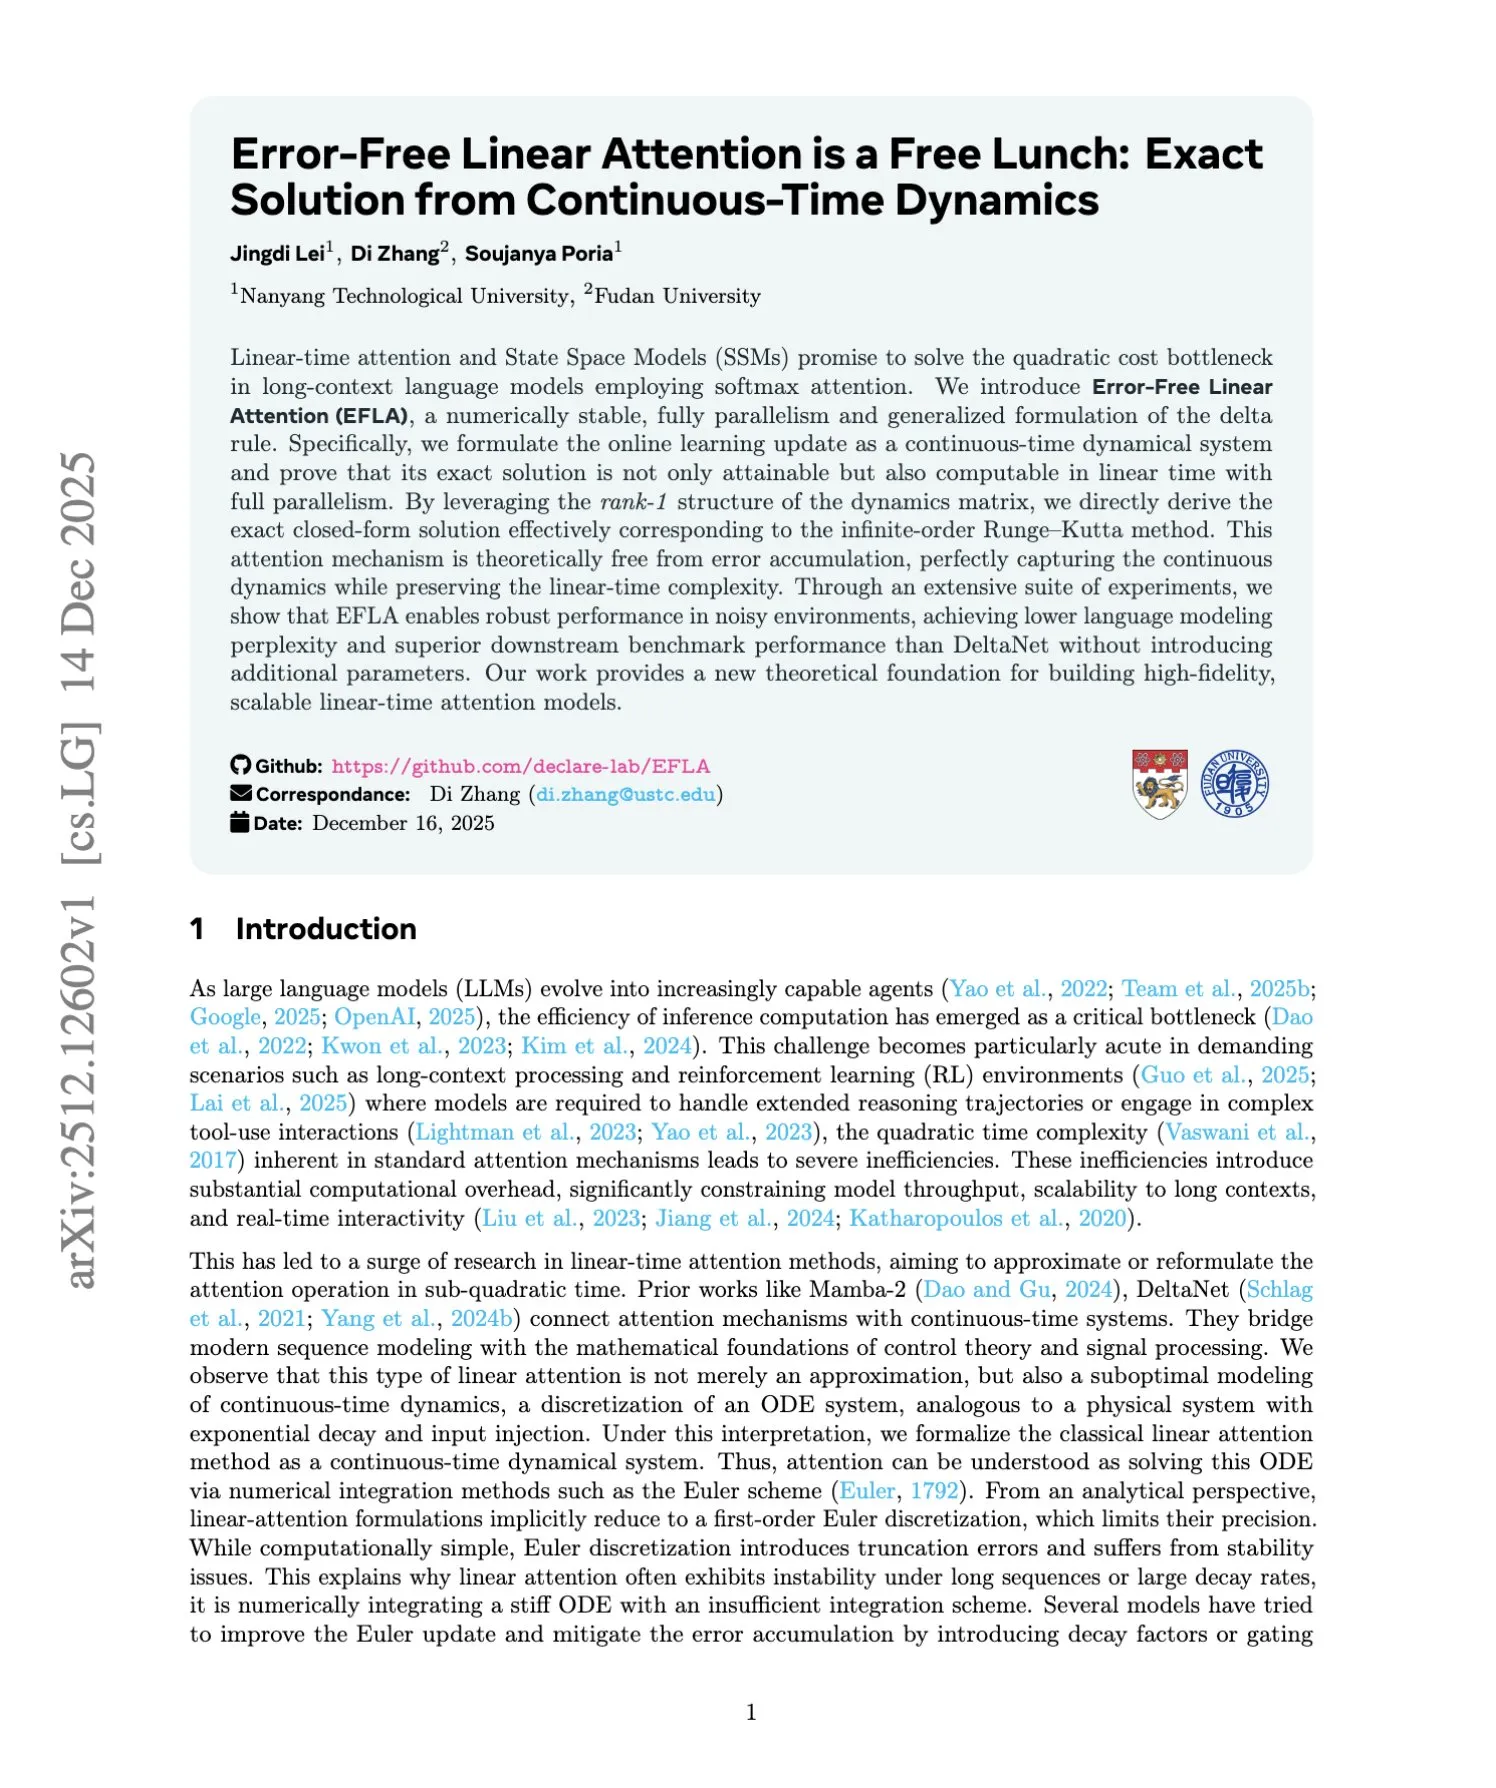 Error-Free Linear Attention is a Free Lunch: Exact
Solution from Continuous-Time Dynamics
Jingdi Lei¹, Di Zhang², Soujanya Poria¹
¹Nanyang Technological University, ²Fudan University
Linear-time attention and State Space Models (SSMs) promise to solve the quadratic cost bottleneck
in long-context language models employing softmax attention. We introduce Error-Free Linear
Attention (EFLA), a numerically stable, fully parallelism and generalized formulation of the delta
rule. Specifically, we formulate the online learning update as a continuous-time dynamical system
and prove that its exact solution is not only attainable but also computable in linear time with
full parallelism. By leveraging the rank-1 structure of the dynamics matrix, we directly derive the
exact closed-form solution effectively corresponding to the infinite-order Runge–Kutta method. This
attention mechanism is theoretically free from error accumulation, perfectly capturing the continuous
dynamics while preserving the linear-time complexity. Through an extensive suite of experiments, we
show that EFLA enables robust performance in noisy environments, achieving lower language modeling
perplexity and superior downstream benchmark performance than DeltaNet without introducing
additional parameters. Our work provides a new theoretical foundation for building high-fidelity,
scalable linear-time attention models.
Github: https://github.com/declare-lab/EFLA
Correspondance: Di Zhang (di.zhang@ustc.edu)
Date: December 16, 2025
FUDAN UNIVERSITY
1905
arXiv:2512.12602v1 [cs.LG] 14 Dec 2025
1 Introduction
As large language models (LLMs) evolve into increasingly capable agents (Yao et al., 2022; Team et al., 2025b;
Google, 2025; OpenAI, 2025), the efficiency of inference computation has emerged as a critical bottleneck (Dao
et al., 2022; Kwon et al., 2023; Kim et al., 2024). This challenge becomes particularly acute in demanding
scenarios such as long-context processing and reinforcement learning (RL) environments (Guo et al., 2025;
Lai et al., 2025) where models are required to handle extended reasoning trajectories or engage in complex
tool-use interactions (Lightman et al., 2023; Yao et al., 2023), the quadratic time complexity (Vaswani et al.,
2017) inherent in standard attention mechanisms leads to severe inefficiencies. These inefficiencies introduce
substantial computational overhead, significantly constraining model throughput, scalability to long contexts,
and real-time interactivity (Liu et al., 2023; Jiang et al., 2024; Katharopoulos et al., 2020).
This has led to a surge of research in linear-time attention methods, aiming to approximate or reformulate the
attention operation in sub-quadratic time. Prior works like Mamba-2 (Dao and Gu, 2024), DeltaNet (Schlag
et al., 2021; Yang et al., 2024b) connect attention mechanisms with continuous-time systems. They bridge
modern sequence modeling with the mathematical foundations of control theory and signal processing. We
observe that this type of linear attention is not merely an approximation, but also a suboptimal modeling
of continuous-time dynamics, a discretization of an ODE system, analogous to a physical system with
exponential decay and input injection. Under this interpretation, we formalize the classical linear attention
method as a continuous-time dynamical system. Thus, attention can be understood as solving this ODE
via numerical integration methods such as the Euler scheme (Euler, 1792). From an analytical perspective,
linear-attention formulations implicitly reduce to a first-order Euler discretization, which limits their precision.
While computationally simple, Euler discretization introduces truncation errors and suffers from stability
issues. This explains why linear attention often exhibits instability under long sequences or large decay rates,
it is numerically integrating a stiff ODE with an insufficient integration scheme. Several models have tried
to improve the Euler update and mitigate the error accumulation by introducing decay factors or gating
1